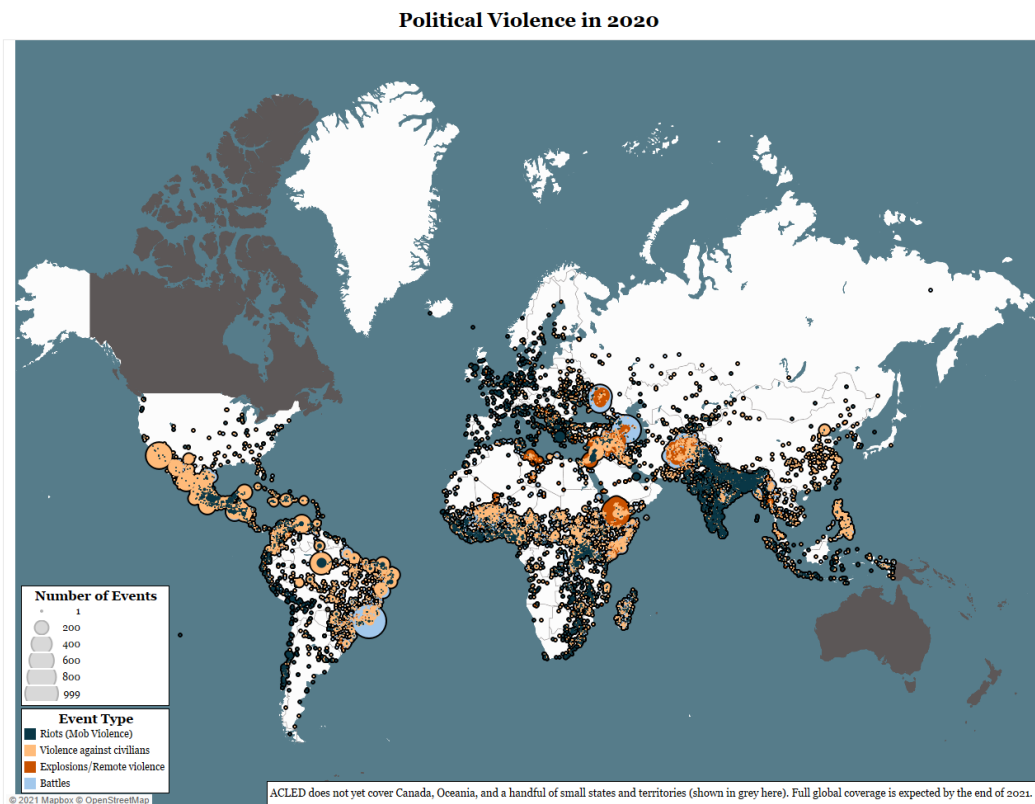 Political Violence in 2020
Number of Events
1
200
400
600
800
999
Event Type
Riots (Mob Violence)
Violence against civilians
Explosions/Remote violence
Battles
© 2021 Mapbox © OpenStreetMap
ACLED does not yet cover Canada, Oceania, and a handful of small states and territories (shown in grey here). Full global coverage is expected by the end of 2021.